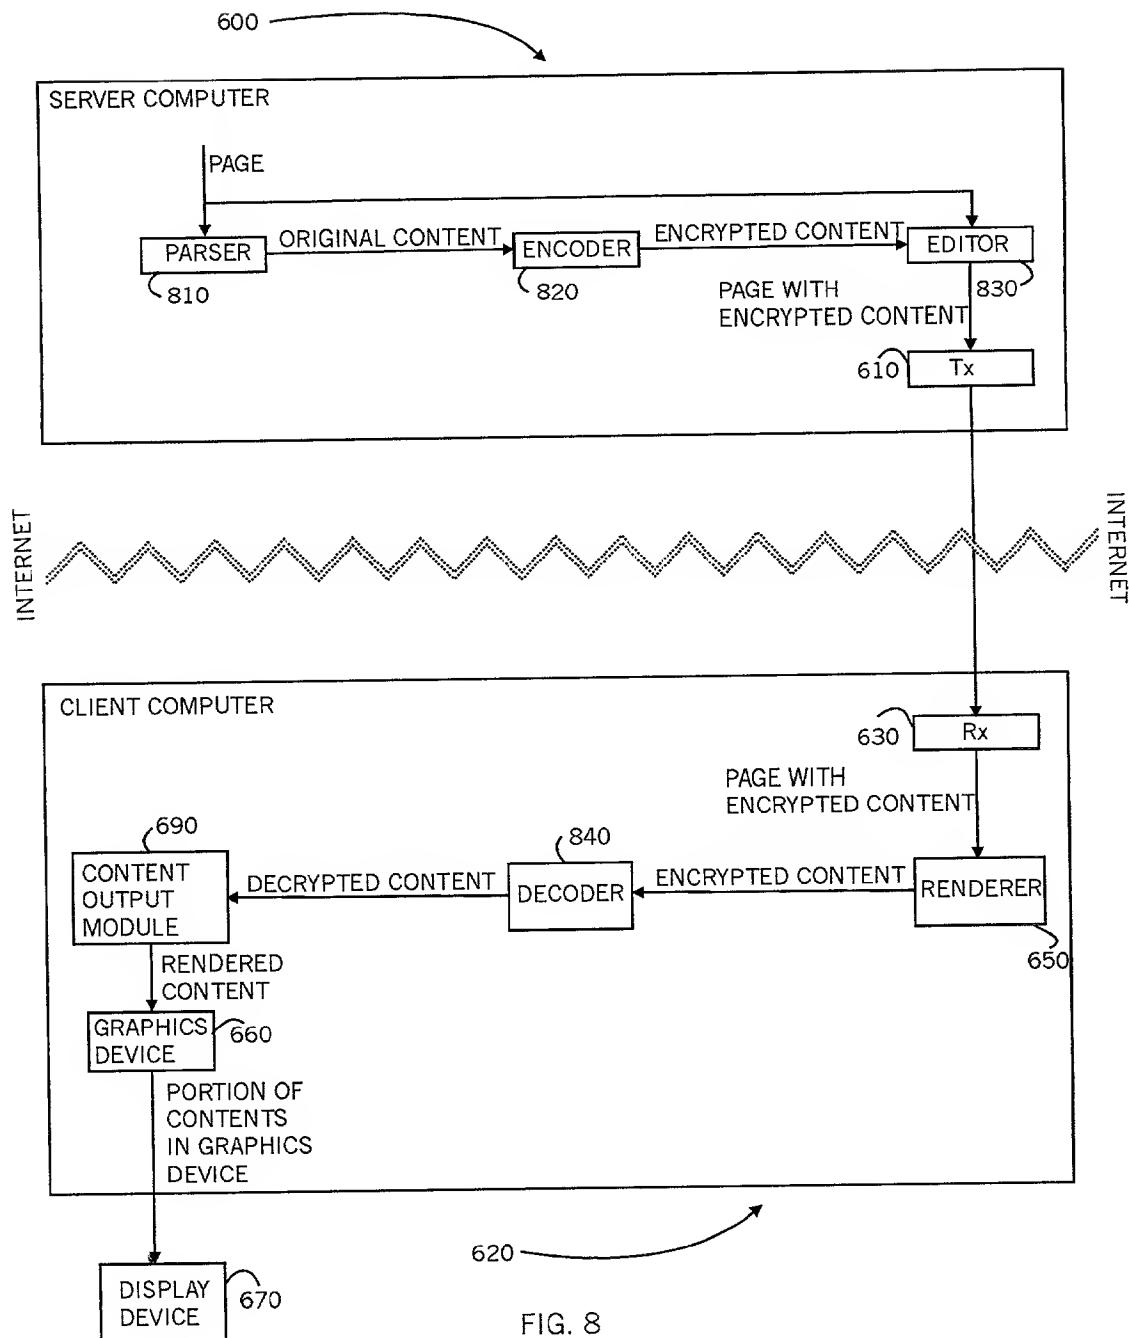 600
SERVER COMPUTER
PAGE
PARSER
810
ORIGINAL CONTENT
ENCODER
820
ENCRYPTED CONTENT
EDITOR
830
PAGE WITH
ENCRYPTED CONTENT
610
Tx
INTERNET
INTERNET
CLIENT COMPUTER
630
Rx
PAGE WITH
ENCRYPTED CONTENT
690
CONTENT
OUTPUT
MODULE
DECRYPTED CONTENT
840
DECODER
ENCRYPTED CONTENT
RENDERER
650
RENDERED
CONTENT
GRAPHICS
DEVICE
660
PORTION OF
CONTENTS
IN GRAPHICS
DEVICE
620
DISPLAY
DEVICE
670
FIG. 8